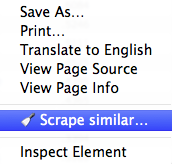 Save As...
Print...
Translate to English
View Page Source
View Page Info
Scrape similar...
Inspect Element